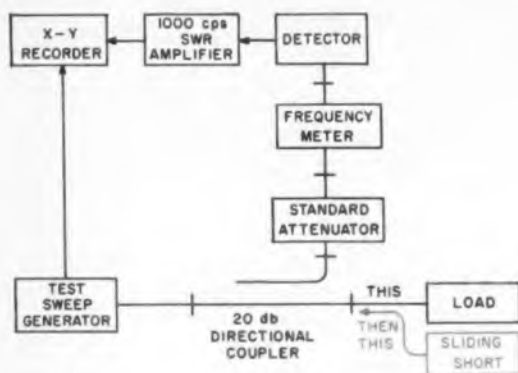 X-Y
RECORDER
1000 cps
SWR
AMPLIFIER
DETECTOR
FREQUENCY
METER
STANDARD
ATTENUATOR
TEST
SWEEP
GENERATOR
20 db
DIRECTIONAL
COUPLER
THIS
THEN
THIS
LOAD
SLIDING
SHORT